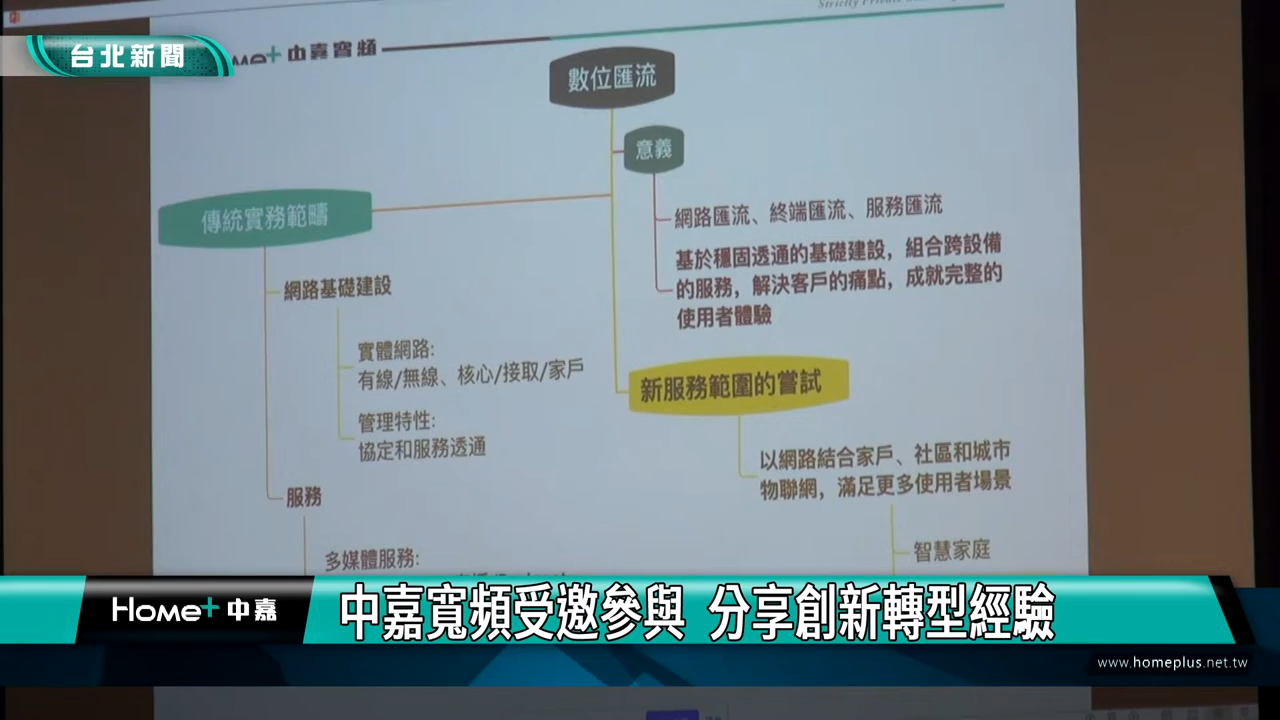 台北新聞
中嘉寬頻
數位匯流
意義
網路匯流、終端匯流、服務匯流
基於穩固透通的基礎建設，組合跨設備
的服務，解決客戶的痛點，成就完整的
使用者體驗
傳統實務範疇
網路基礎建設
實體網路:
有線/無線、核心/接取/家戶
管理特性:
協定和服務透通
服務
多媒體服務:
新服務範圍的嘗試
以網路結合家戶、社區和城市
物聯網，滿足更多使用者場景
智慧家庭
Home+ 中嘉
中嘉寬頻受邀參與 分享創新轉型經驗
www.homeplus.net.tw